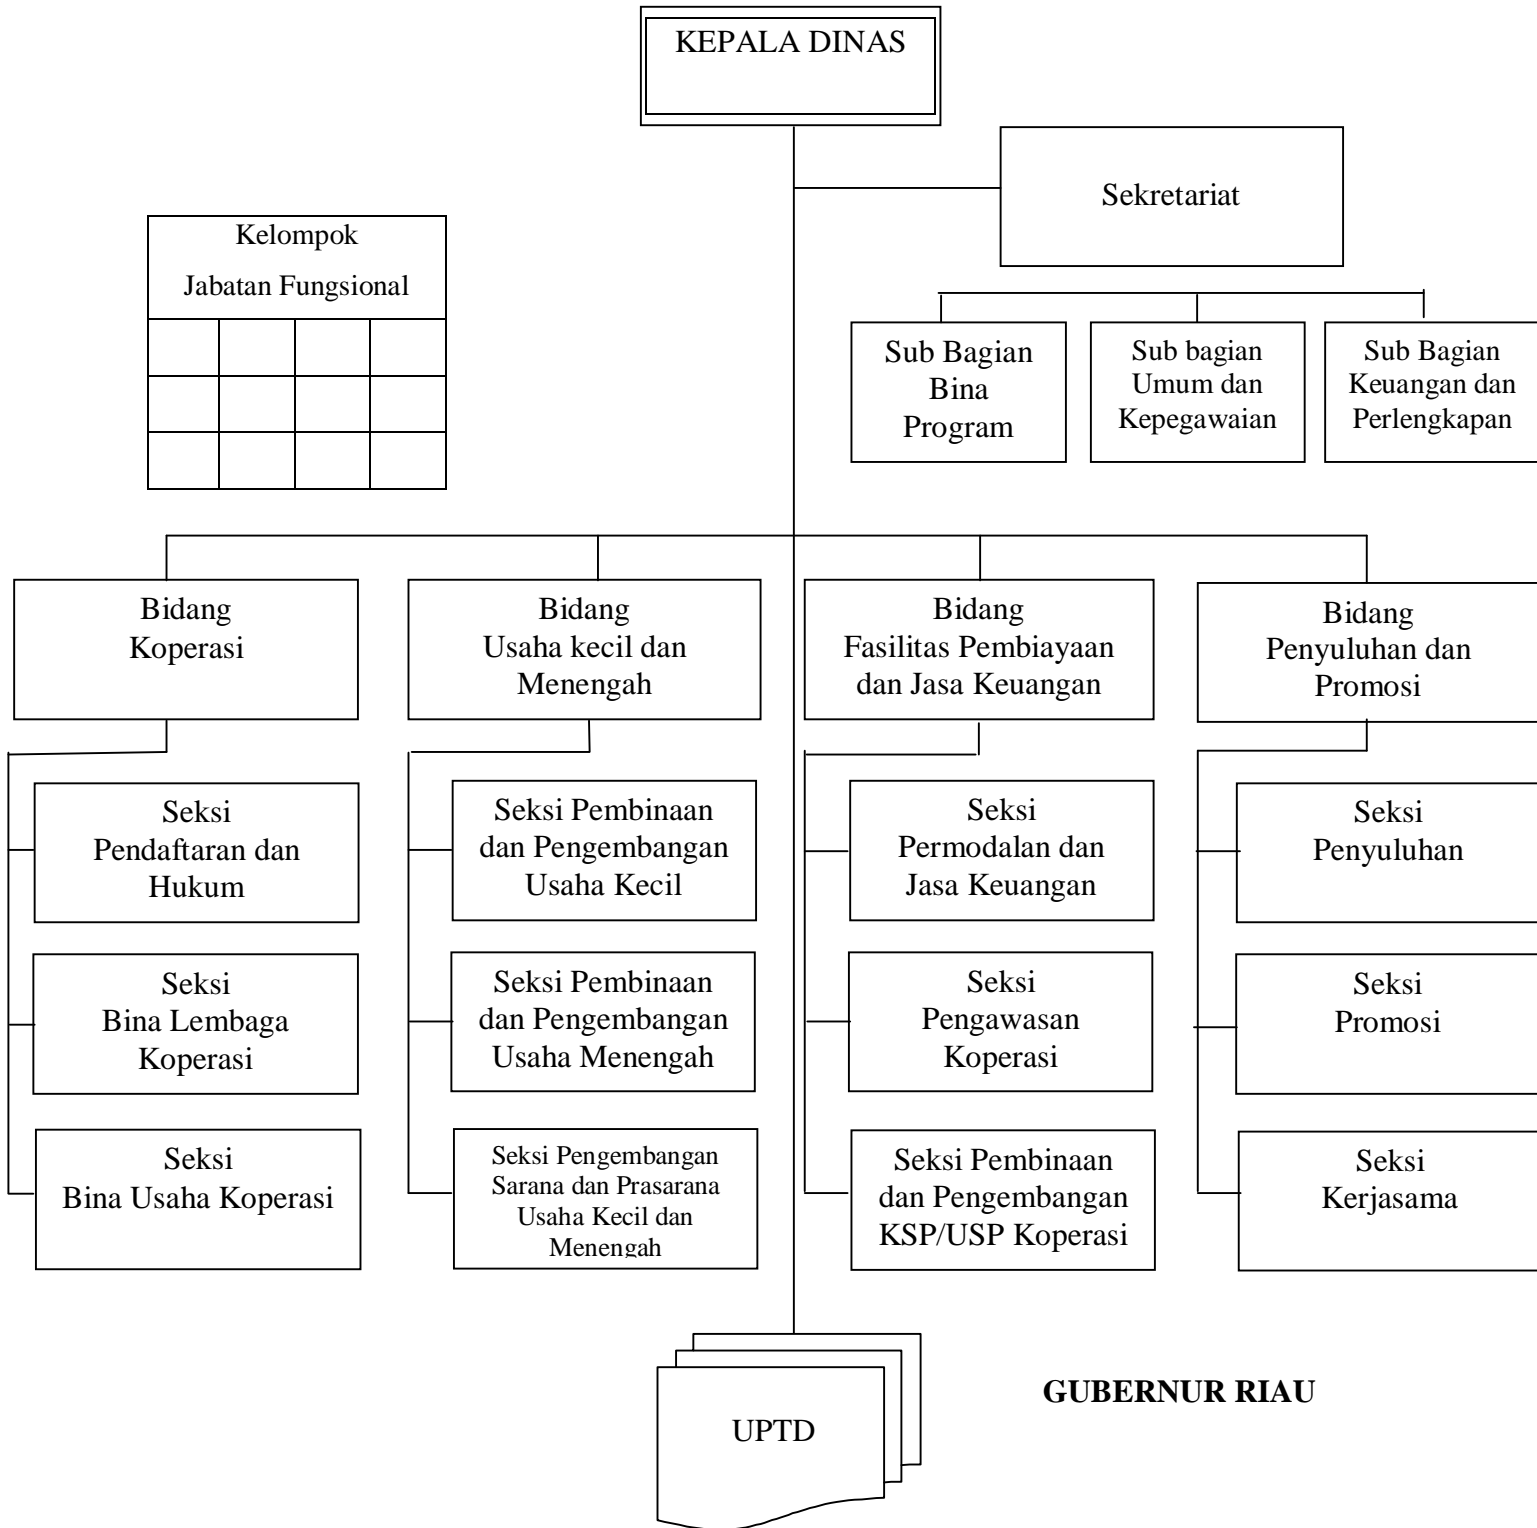 KEPALA DINAS
Sekretariat
Kelompok
Jabatan Fungsional
Sub Bagian
Bina
Program
Sub bagian
Umum dan
Kepegawaian
Sub Bagian
Keuangan dan
Perlengkapan
Bidang
Koperasi
Bidang
Usaha kecil dan
Menengah
Bidang
Fasilitas Pembiayaan
dan Jasa Keuangan
Bidang
Penyuluhan dan
Promosi
Seksi
Pendaftaran dan
Hukum
Seksi Pembinaan
dan Pengembangan
Usaha Kecil
Seksi
Permodalan dan
Jasa Keuangan
Seksi
Penyuluhan
Seksi
Bina Lembaga
Koperasi
Seksi Pembinaan
dan Pengembangan
Usaha Menengah
Seksi
Pengawasan
Koperasi
Seksi
Promosi
Seksi
Bina Usaha Koperasi
Seksi Pengembangan
Sarana dan Prasarana
Usaha Kecil dan
Menengah
Seksi Pembinaan
dan Pengembangan
KSP/USP Koperasi
Seksi
Kerjasama
GUBERNUR RIAU
UPTD